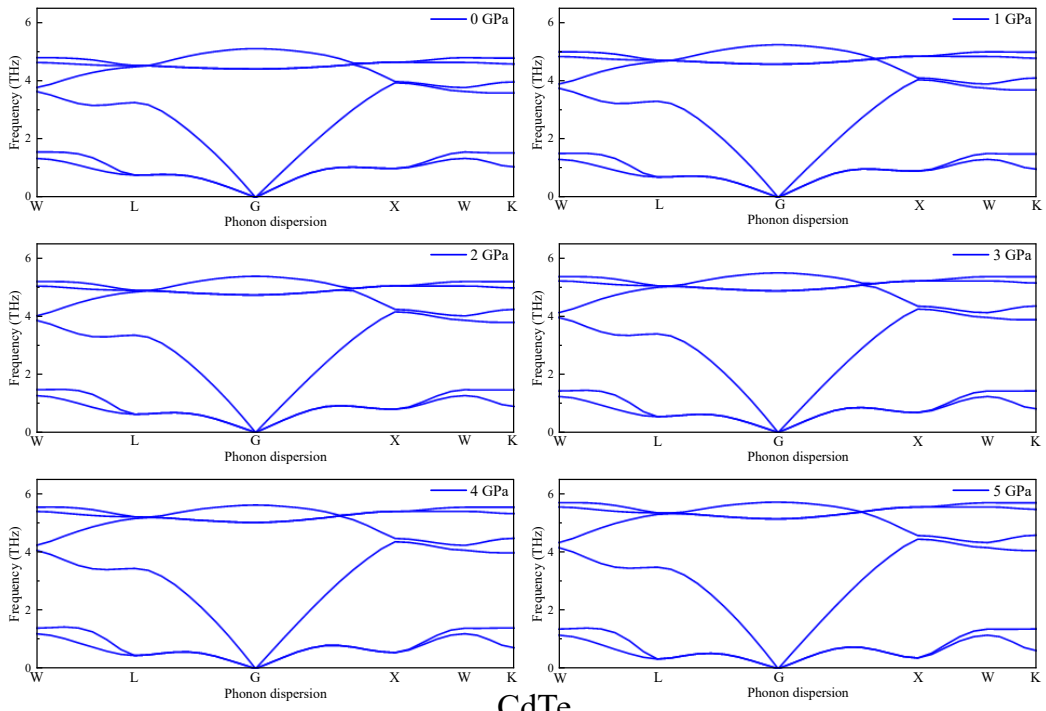 0 GPa
6
4
2
0
Frequency (THz)
W L G X W K
Phonon dispersion
1 GPa
6
4
2
0
Frequency (THz)
W L G X W K
Phonon dispersion
2 GPa
6
4
2
0
Frequency (THz)
W L G X W K
Phonon dispersion
3 GPa
6
4
2
0
Frequency (THz)
W L G X W K
Phonon dispersion
4 GPa
6
4
2
0
Frequency (THz)
W L G X W K
Phonon dispersion
5 GPa
6
4
2
0
Frequency (THz)
W L G X W K
Phonon dispersion
CdTe